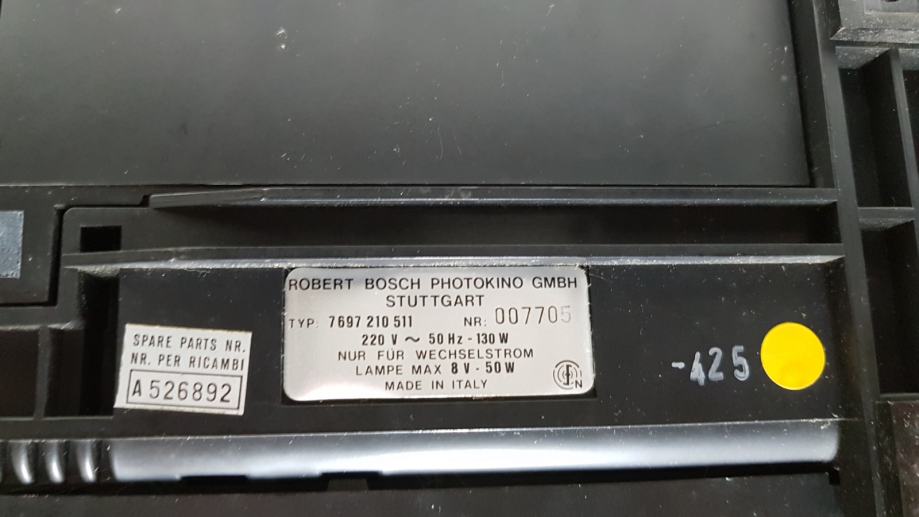 ROBERT BOSCH PHOTOKINO GMBH
STUTTGART
TYP: 7697 210 511 NR: 007705
220 V ~ 50 Hz - 130 W
NUR FÜR WECHSELSTROM
LAMPE MAX 8 V - 50 W
MADE IN ITALY
N
SPARE PARTS NR.
NR. PER RICAMBI
A 526892
-425